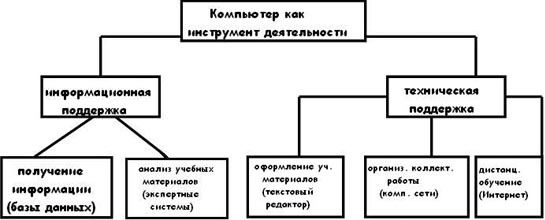 Компьютер как
инструмент деятельности
информационная
поддержка
техническая
поддержка
получение
информации
(базы данных)
анализ учебных
материалов
(экспертные
системы)
оформление уч.
материалов
(текстовый
редактор)
организ. коллект.
работы
(комп. сети)
дистанц.
обучение
(Интернет)